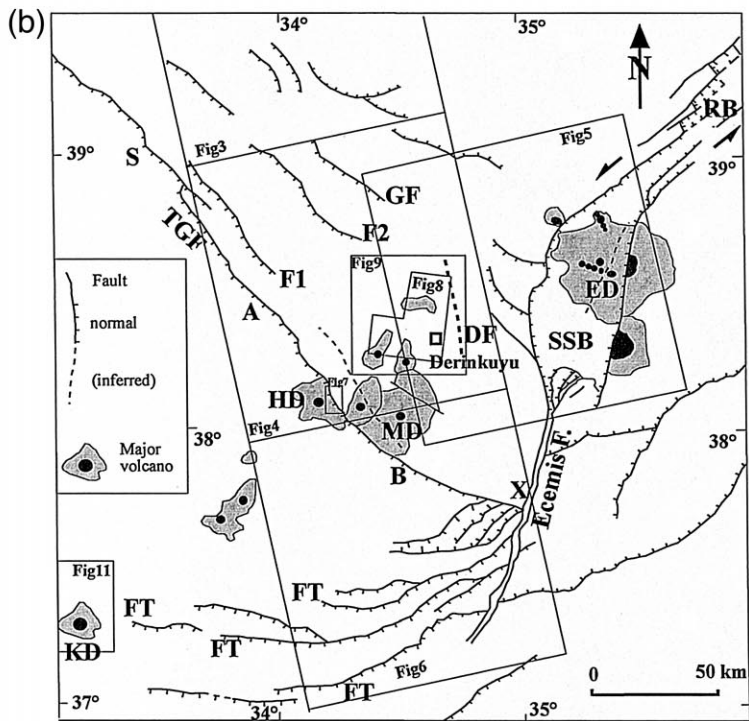 (b)
34°
35°
N
RB
39°
39°
S
Fig3
Fig5
TGF
GF
F2
F1
Fig9
Fig8
ED
Fault
normal
(inferred)
Major
volcano
A
DF
Derinkuyu
SSB
HD
Fig7
MD
Fig4
38°
38°
B
X
Ecemis F.
Fig11
FT
FT
FT
KD
Fig6
FT
0 50 km
37°
34°
35°